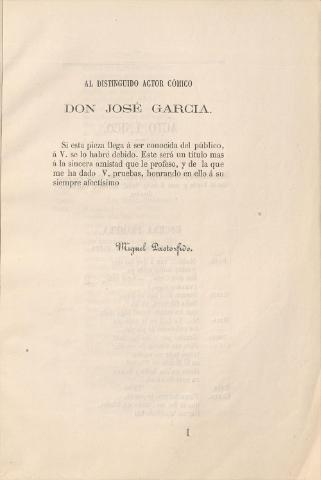 AL DISTINGUIDO ACTOR CÓMICO
DON JOSÉ GARCIA.
Si esta pieza llega á ser conocida del público,
á V. se lo habré debido. Este será un título mas
á la sincera amistad que le profeso, y de la que
me ha dado V. pruebas, honrando en ello á su
siempre afectísimo
Miguel Pastorfido.
1